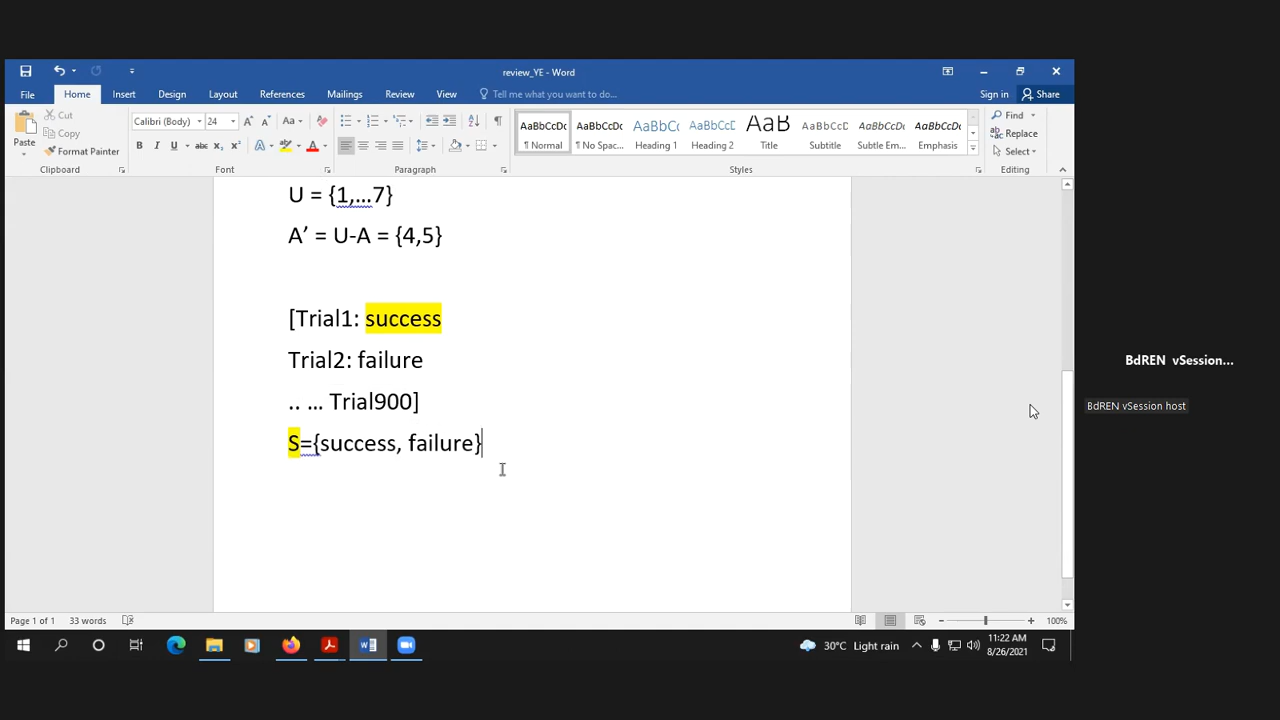 review_YE - Word
File Home Insert Design Layout References Mailings Review View Tell me what you want to do... Sign in Share
Paste Cut Copy Format Painter
Clipboard
Calibri (Body) 24
Font
Paragraph
AaBbCcDc AaBbCcDc AaBbCc AaBbCcD AaB AaBbCcD AaBbCcDc AaBbCcDc
¶ Normal ¶ No Spac... Heading 1 Heading 2 Title Subtitle Subtle Em... Emphasis
Styles
Find
Replace
Select
Editing
U = {1,...7}
A’ = U-A = {4,5}
[Trial1: success
Trial2: failure
.. … Trial900]
S={success, failure}
BdREN vSession...
BdREN vSession host
Page 1 of 1 33 words
100%
30°C Light rain
11:22 AM
8/26/2021